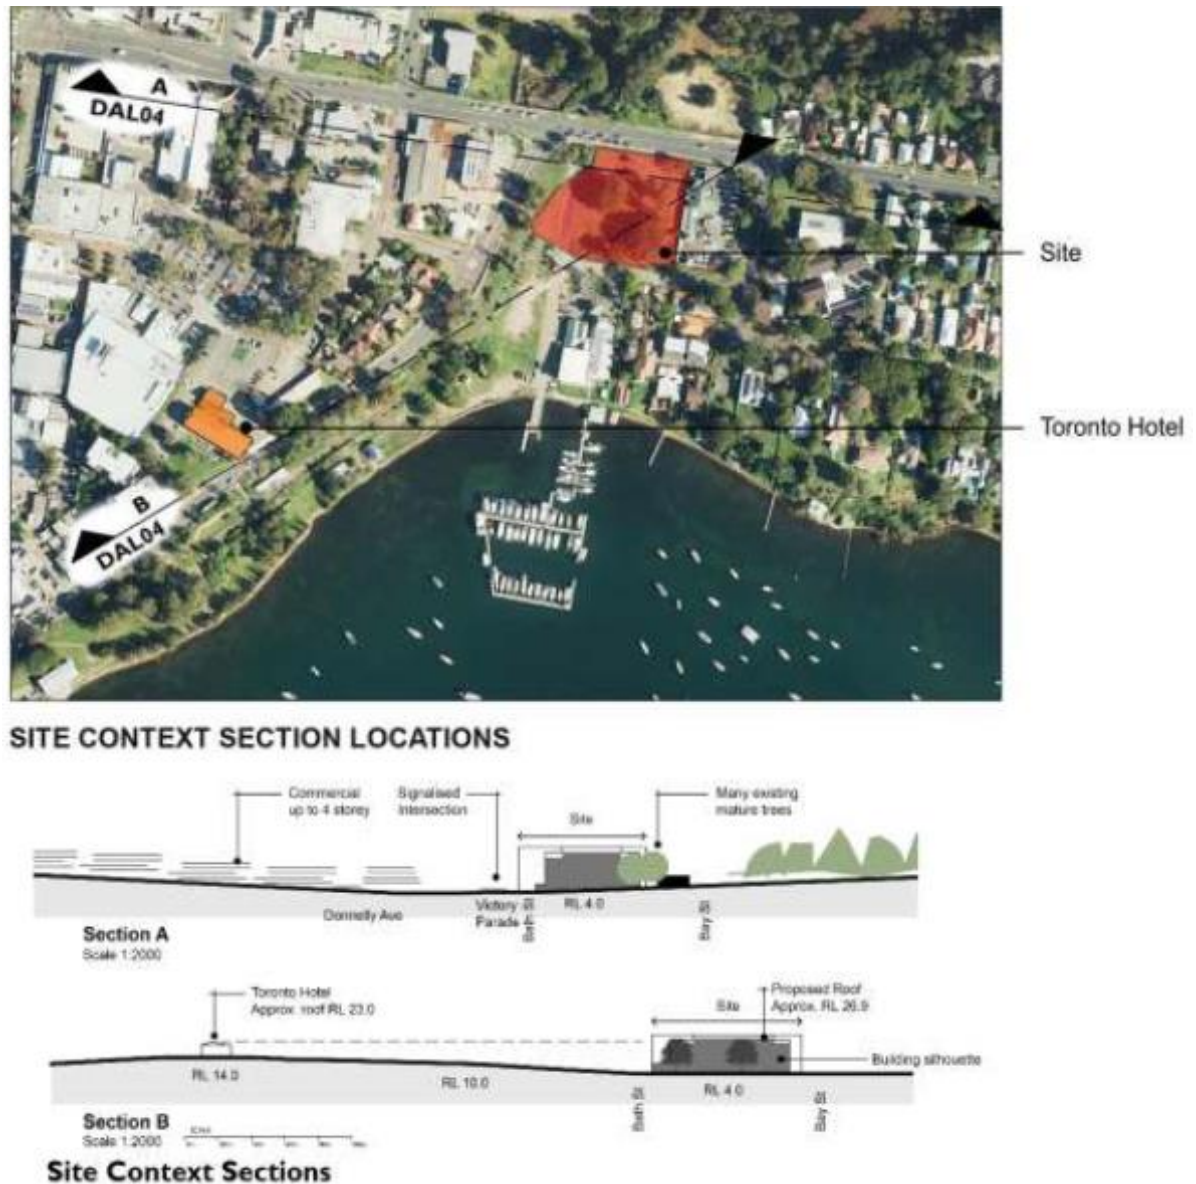 A
DAL04
Site
Toronto Hotel
B
DAL04
SITE CONTEXT SECTION LOCATIONS
Commercial
up to 4 storey
Signalised
Intersection
Many existing
mature trees
Site
Donnelly Ave
Victory
Parade
Bath St
RL 4.0
Bay St
Section A
Scale 1:2000
Toronto Hotel
Approx. roof RL 23.0
Proposed Roof
Approx. RL 26.9
Site
Building silhouette
RL 14.0
RL 10.0
Bath St
RL 4.0
Bay St
Section B
Scale 1:2000
Site Context Sections